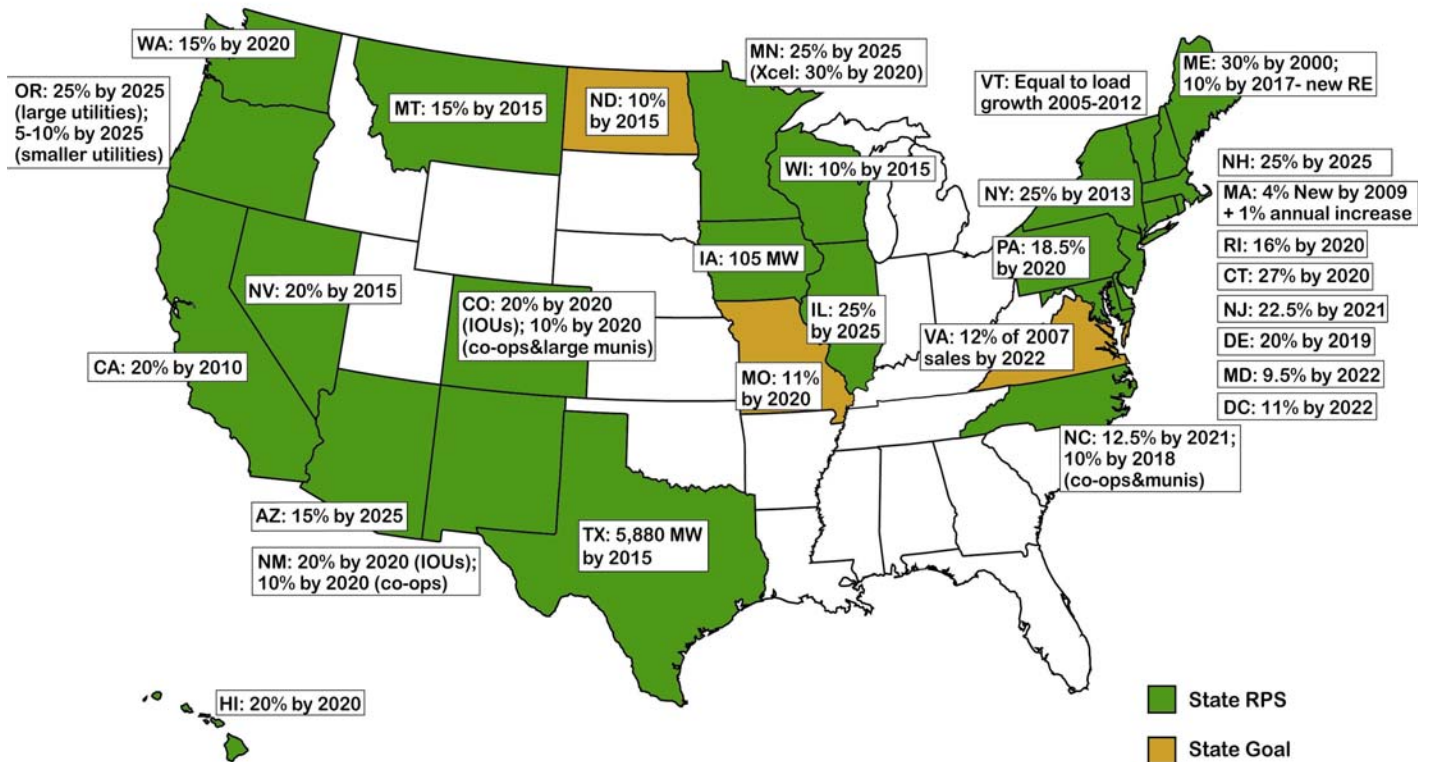 WA: 15% by 2020
OR: 25% by 2025
(large utilities);
5-10% by 2025
(smaller utilities)
MT: 15% by 2015
ND: 10%
by 2015
MN: 25% by 2025
(Xcel: 30% by 2020)
VT: Equal to load
growth 2005-2012
ME: 30% by 2000;
10% by 2017- new RE
WI: 10% by 2015
NY: 25% by 2013
NH: 25% by 2025
MA: 4% New by 2009
+ 1% annual increase
RI: 16% by 2020
CT: 27% by 2020
NJ: 22.5% by 2021
DE: 20% by 2019
MD: 9.5% by 2022
DC: 11% by 2022
PA: 18.5%
by 2020
IA: 105 MW
NV: 20% by 2015
CO: 20% by 2020
(IOUs); 10% by 2020
(co-ops&large munis)
IL: 25%
by 2025
VA: 12% of 2007
sales by 2022
CA: 20% by 2010
MO: 11%
by 2020
NC: 12.5% by 2021;
10% by 2018
(co-ops&munis)
AZ: 15% by 2025
NM: 20% by 2020 (IOUs);
10% by 2020 (co-ops)
TX: 5,880 MW
by 2015
HI: 20% by 2020
State RPS
State Goal